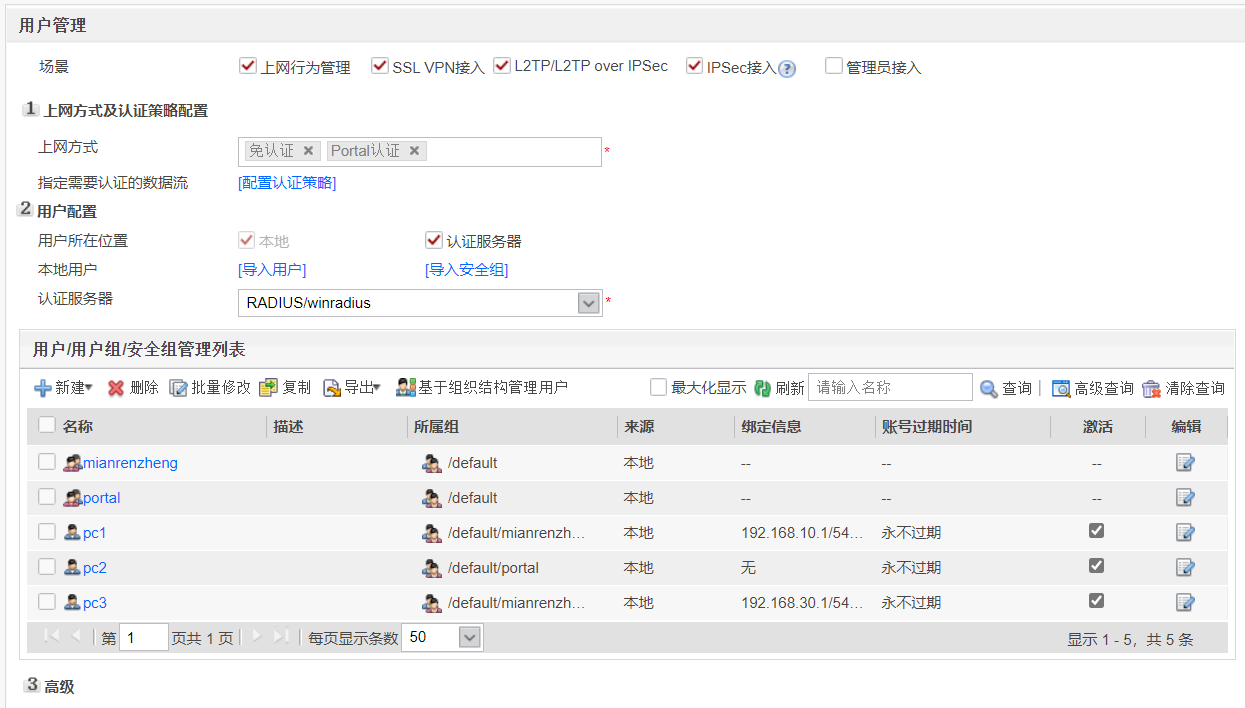 用户管理
场景 上网行为管理 SSL VPN接入 L2TP/L2TP over IPSec IPSec接入 ? 管理员接入
1 上网方式及认证策略配置
上网方式 免认证 × Portal认证 × *
指定需要认证的数据流 [配置认证策略]
2 用户配置
用户所在位置 本地 认证服务器
本地用户 [导入用户] [导入安全组]
认证服务器 RADIUS/winradius *
用户/用户组/安全组管理列表
新建 删除 批量修改 复制 导出 基于组织结构管理用户 最大化显示 刷新 请输入名称 查询 高级查询 清除查询
名称 描述 所属组 来源 绑定信息 账号过期时间 激活 编辑
mianrenzheng /default 本地 -- -- --
portal /default 本地 -- -- --
pc1 /default/mianrenzh... 本地 192.168.10.1/54... 永不过期
pc2 /default/portal 本地 无 永不过期
pc3 /default/mianrenzh... 本地 192.168.30.1/54... 永不过期
第 1 页共 1 页 每页显示条数 50 显示 1 - 5，共 5 条
3 高级